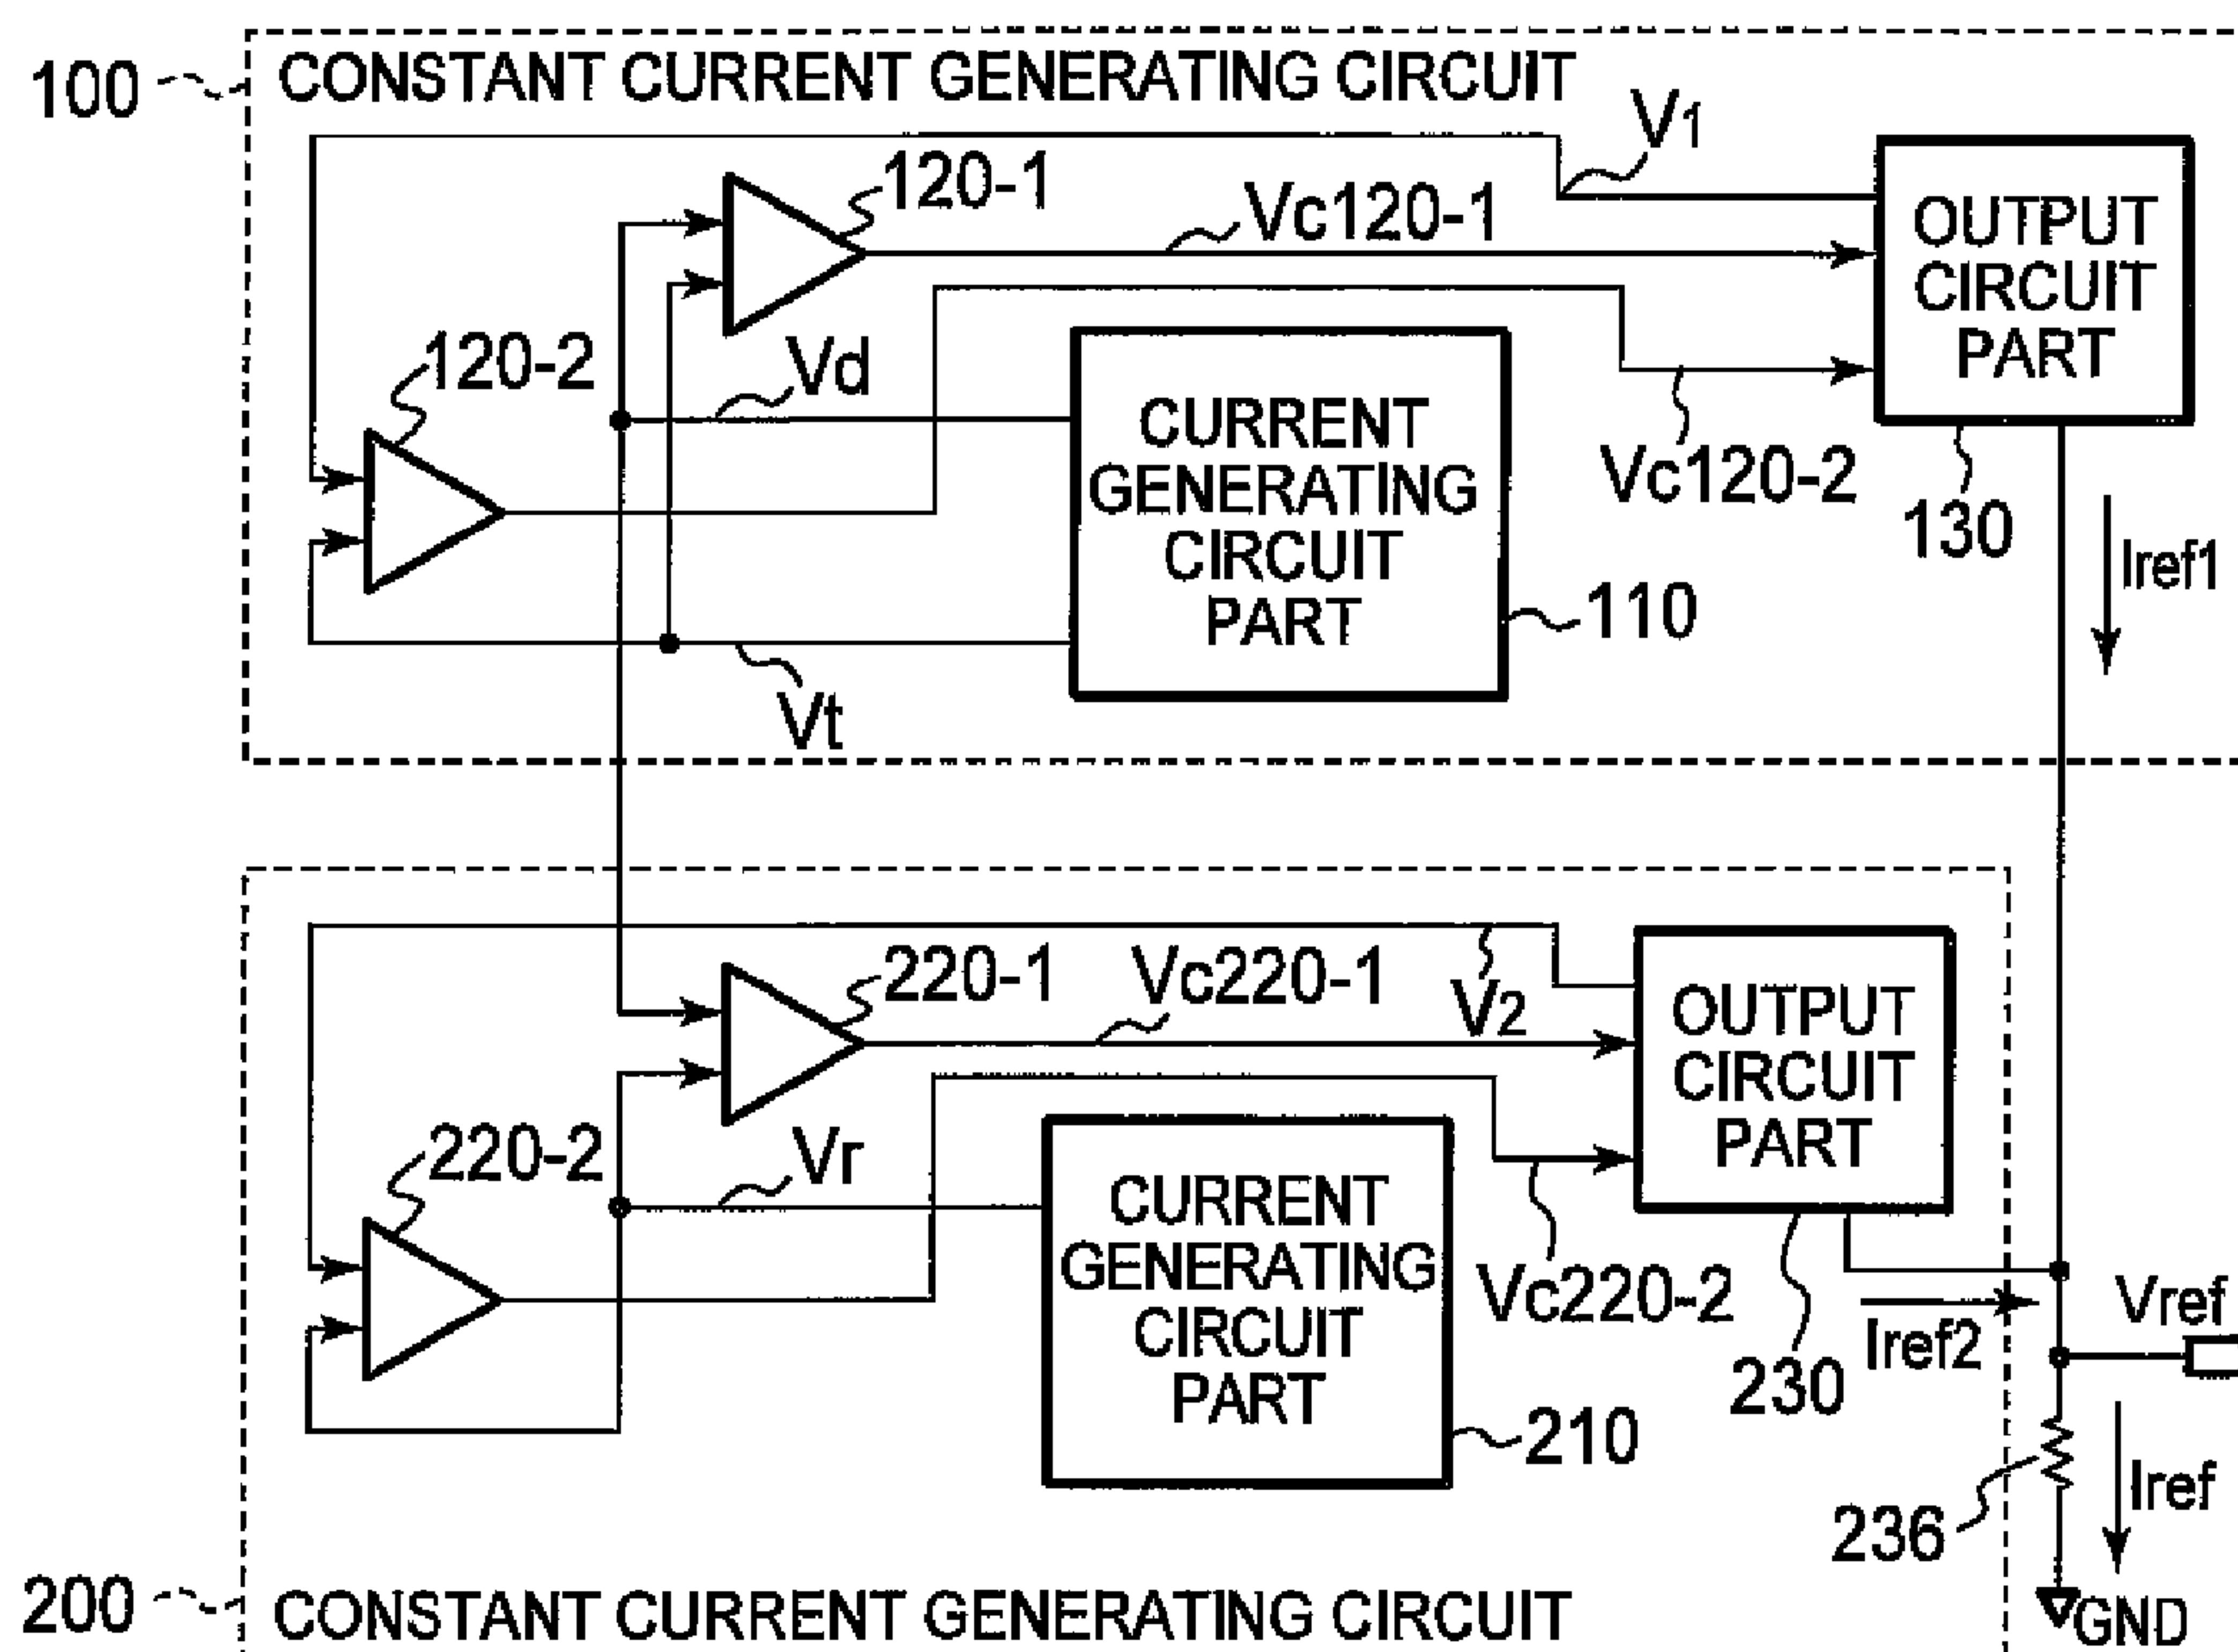 100
CONSTANT CURRENT GENERATING CIRCUIT
V1
120-1
Vc120-1
OUTPUT
CIRCUIT
PART
120-2
Vd
CURRENT
GENERATING
CIRCUIT
PART
Vc120-2
130
Iref1
110
Vt
220-1
Vc220-1
V2
OUTPUT
CIRCUIT
PART
220-2
Vr
CURRENT
GENERATING
CIRCUIT
PART
Vc220-2
230
Iref2
Vref
210
236
Iref
200
CONSTANT CURRENT GENERATING CIRCUIT
GND